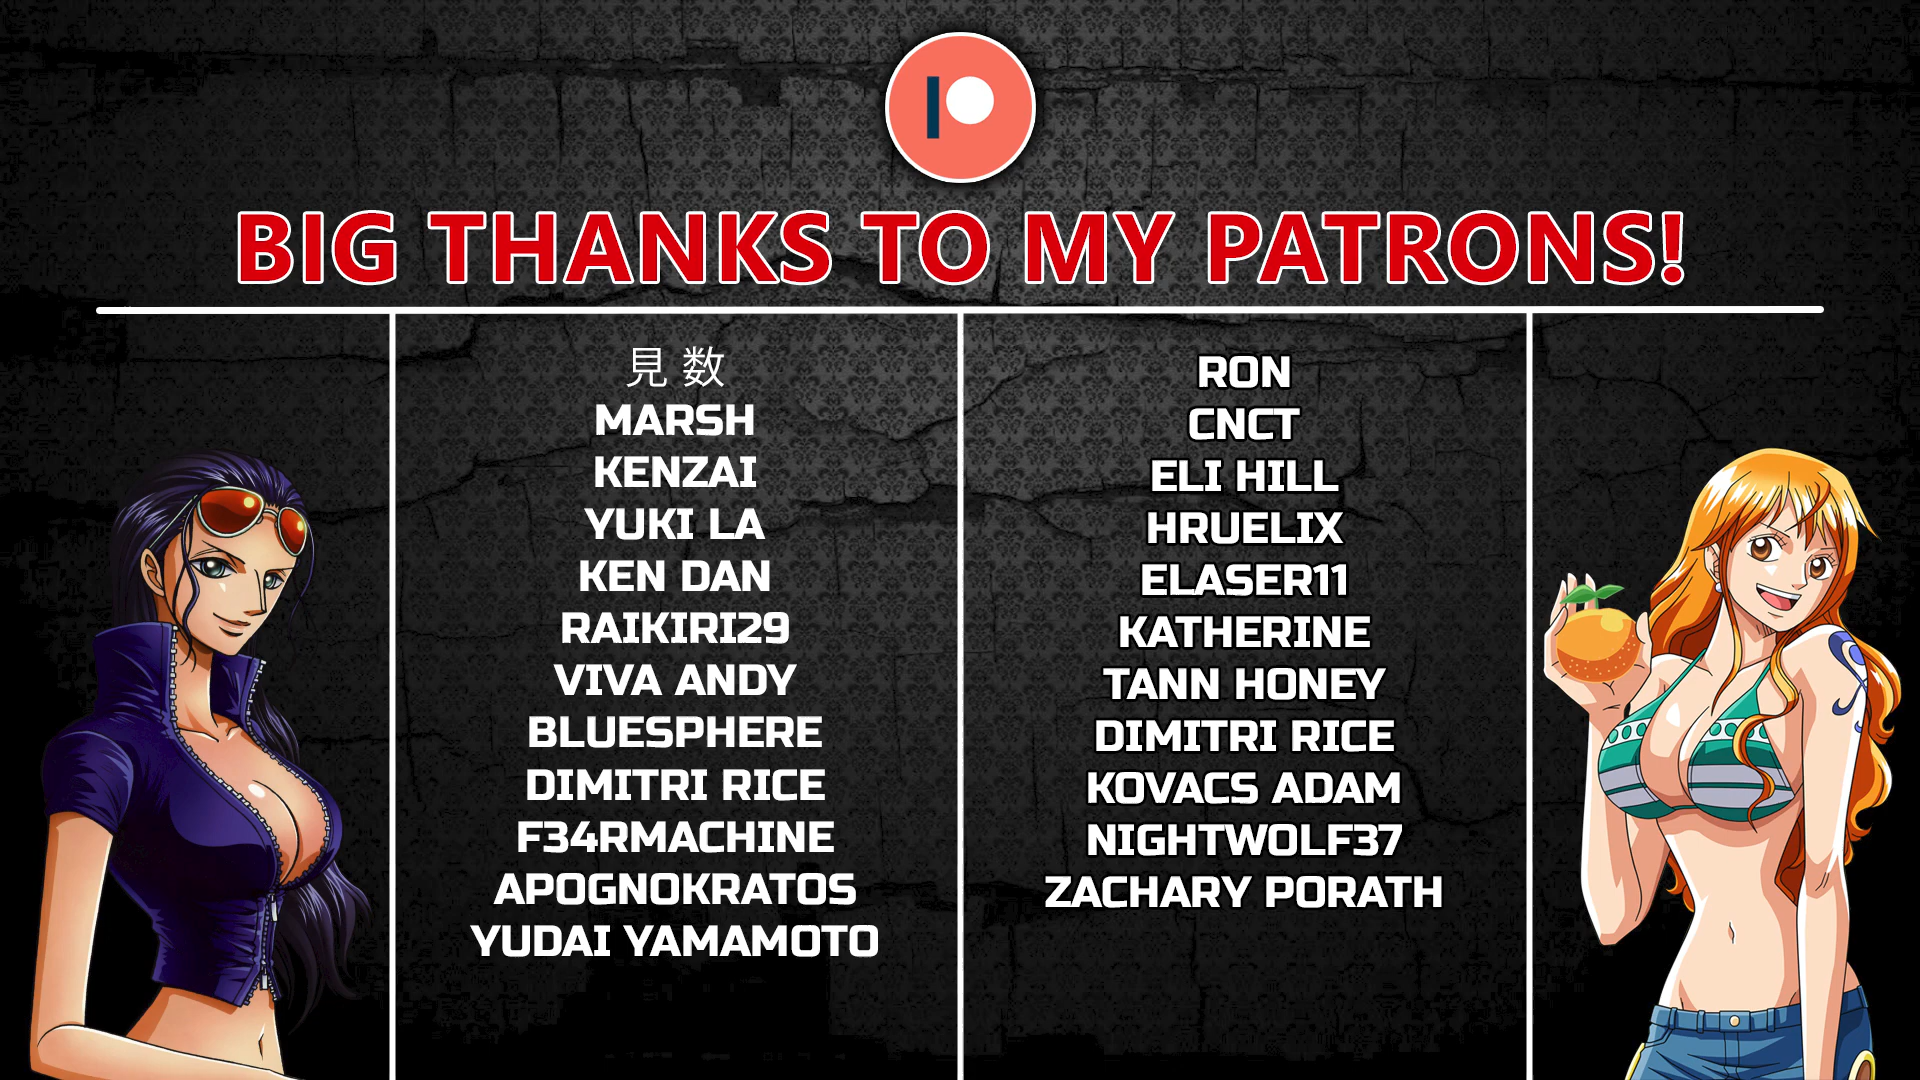 BIG THANKS TO MY PATRONS!
見 数
MARSH
KENZAI
YUKI LA
KEN DAN
RAIKIRI29
VIVA ANDY
BLUESPHERE
DIMITRI RICE
F34RMACHINE
APOGNOKRATOS
YUDAI YAMAMOTO
RON
CNCT
ELI HILL
HRUELIX
ELASER11
KATHERINE
TANN HONEY
DIMITRI RICE
KOVACS ADAM
NIGHTWOLF37
ZACHARY PORATH